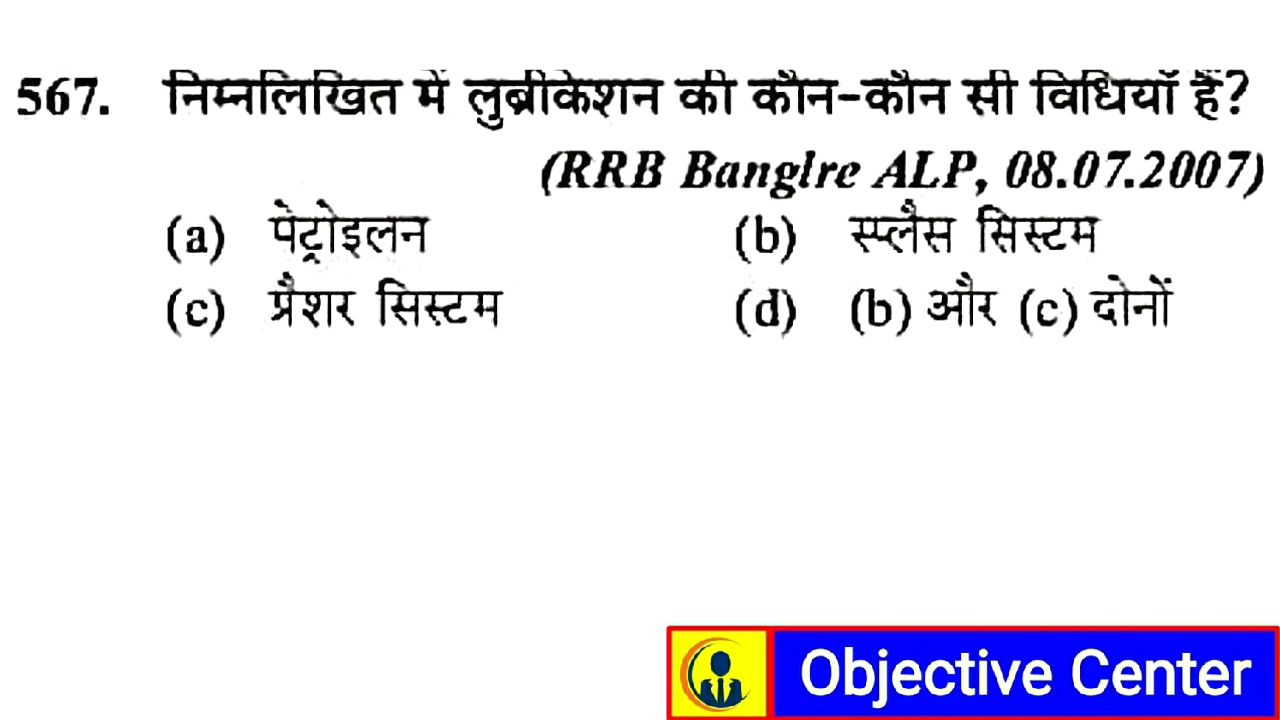 567. निम्नलिखित में लुब्रीकेशन की कौन-कौन सी विधियाॅ हैं?
(RRB Banglre ALP, 08.07.2007)
(a) पेट्रोइलन (b) स्प्लैस सिस्टम
(c) प्रैशर सिस्टम (d) (b) और (c) दोनों
Objective Center